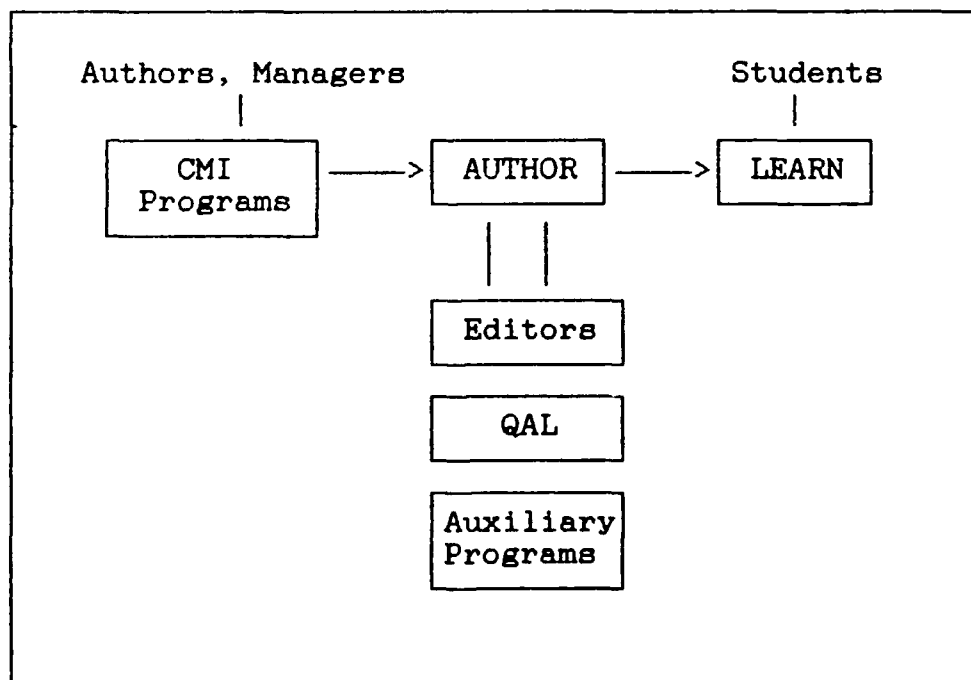 Authors, Managers
Students
CMI
Programs
AUTHOR
LEARN
Editors
QAL
Auxiliary
Programs